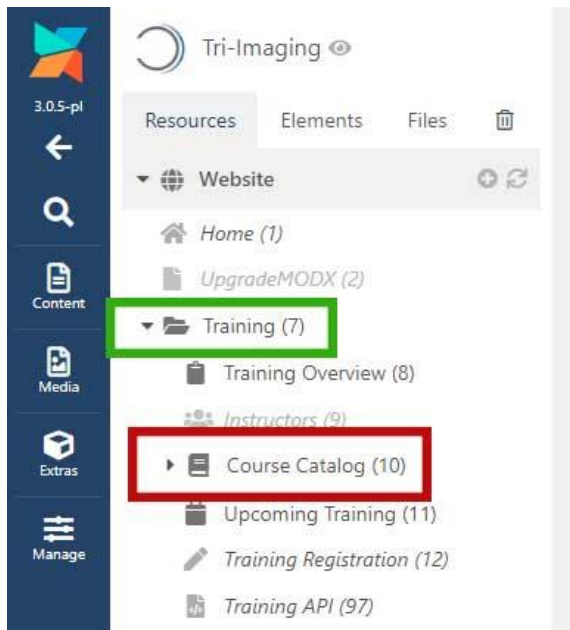 Tri-Imaging
3.0.5-pl
Resources Elements Files
Website
Home (1)
UpgradeMODX (2)
Content
Training (7)
Training Overview (8)
Media
Instructors (9)
Course Catalog (10)
Extras
Upcoming Training (11)
Training Registration (12)
Manage
Training API (97)